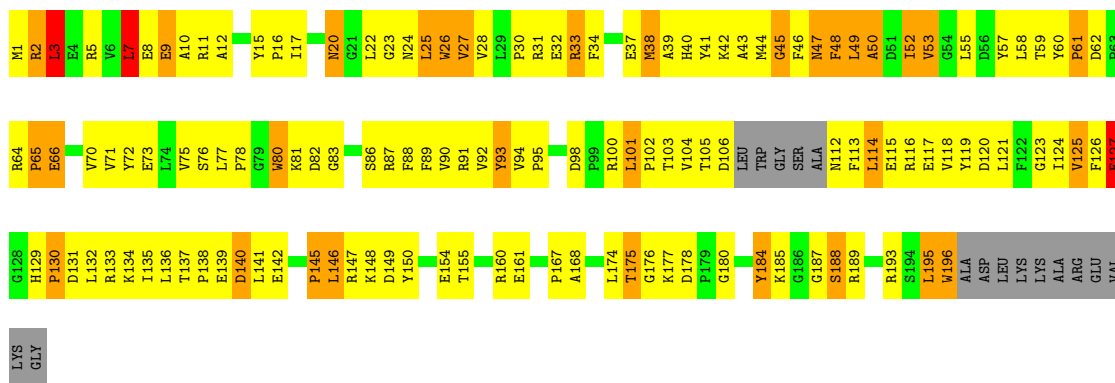 M1 R2 L3 E4 R5 V6 L7 E8 E9 A10 R11 A12 Y15 P16 I17 N20 G21 L22 G23 N24 L25 W26 V27 V28 L29 P30 R31 E32 R33 F34 E37 M38 A39 H40 Y41 K42 A43 M44 G45 F46 N47 F48 L49 A50 D51 I52 V53 G54 L55 D56 Y57 L58 T59 Y60 P61 D62 P63
R64 P65 E66 V70 V71 Y72 E73 L74 V75 S76 L77 P78 G79 W80 K81 D82 G83 S86 R87 F88 F89 V90 R91 V92 Y93 V94 P95 D98 P99 R100 L101 P102 T103 V104 T105 D106 LEU TRP GLY SER ALA N112 F113 L114 E115 R116 E117 V118 Y119 D120 L121 F122 G123 I124 V125 F126 E127
G128 H129 P130 D131 L132 R133 K134 I135 L136 T137 P138 E139 D140 L141 E142 P145 L146 R147 K148 D149 Y150 E154 T155 R160 E161 P167 A168 L174 T175 G176 K177 D178 P179 G180 Y184 K185 G186 G187 S188 R189 R193 S194 L195 W196 ALA ASP LEU LYS LYS ALA ARG GLU VAL
LYS GLY